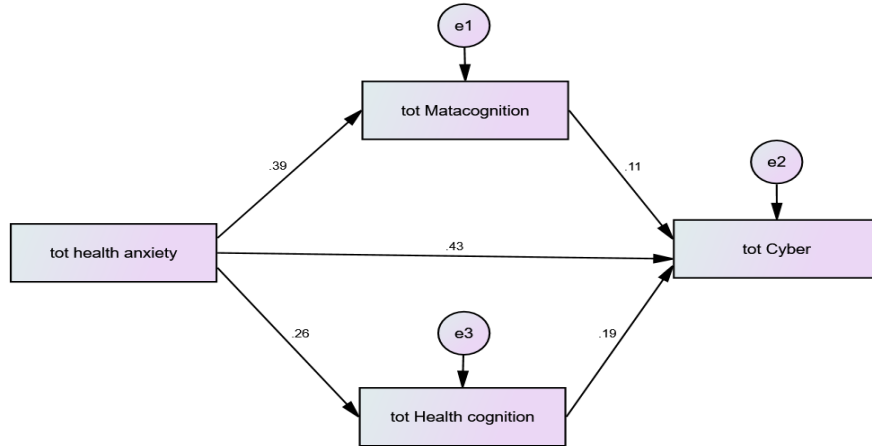 e1
tot Matacognition
.39
.11
e2
tot health anxiety
.43
tot Cyber
.26
e3
.19
tot Health cognition